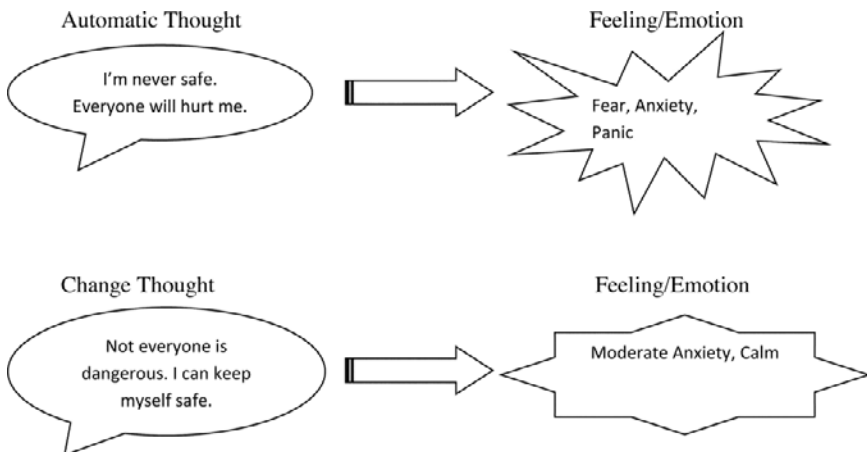 Automatic Thought
Feeling/Emotion
I'm never safe.
Everyone will hurt me.
Fear, Anxiety,
Panic
Change Thought
Feeling/Emotion
Not everyone is
dangerous. I can keep
myself safe.
Moderate Anxiety, Calm